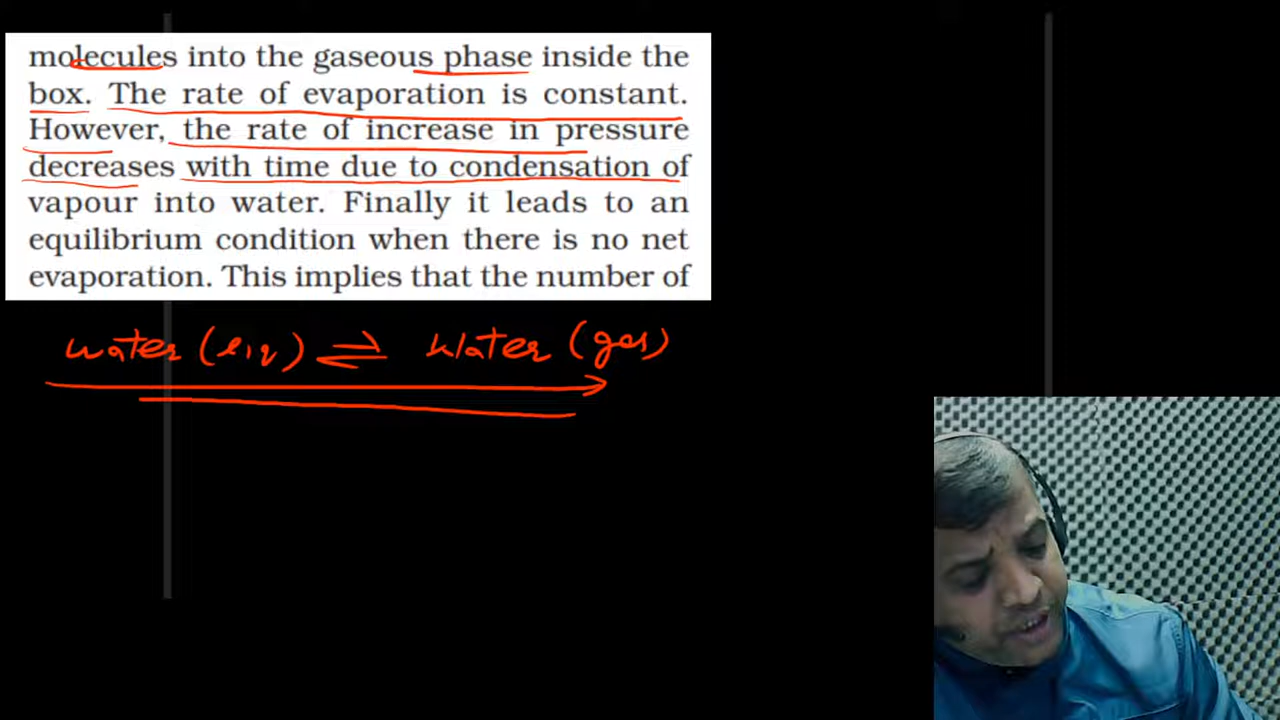 molecules into the gaseous phase inside the
box. The rate of evaporation is constant.
However, the rate of increase in pressure
decreases with time due to condensation of
vapour into water. Finally it leads to an
equilibrium condition when there is no net
evaporation. This implies that the number of
water (liq) ⇌ Water (gas)